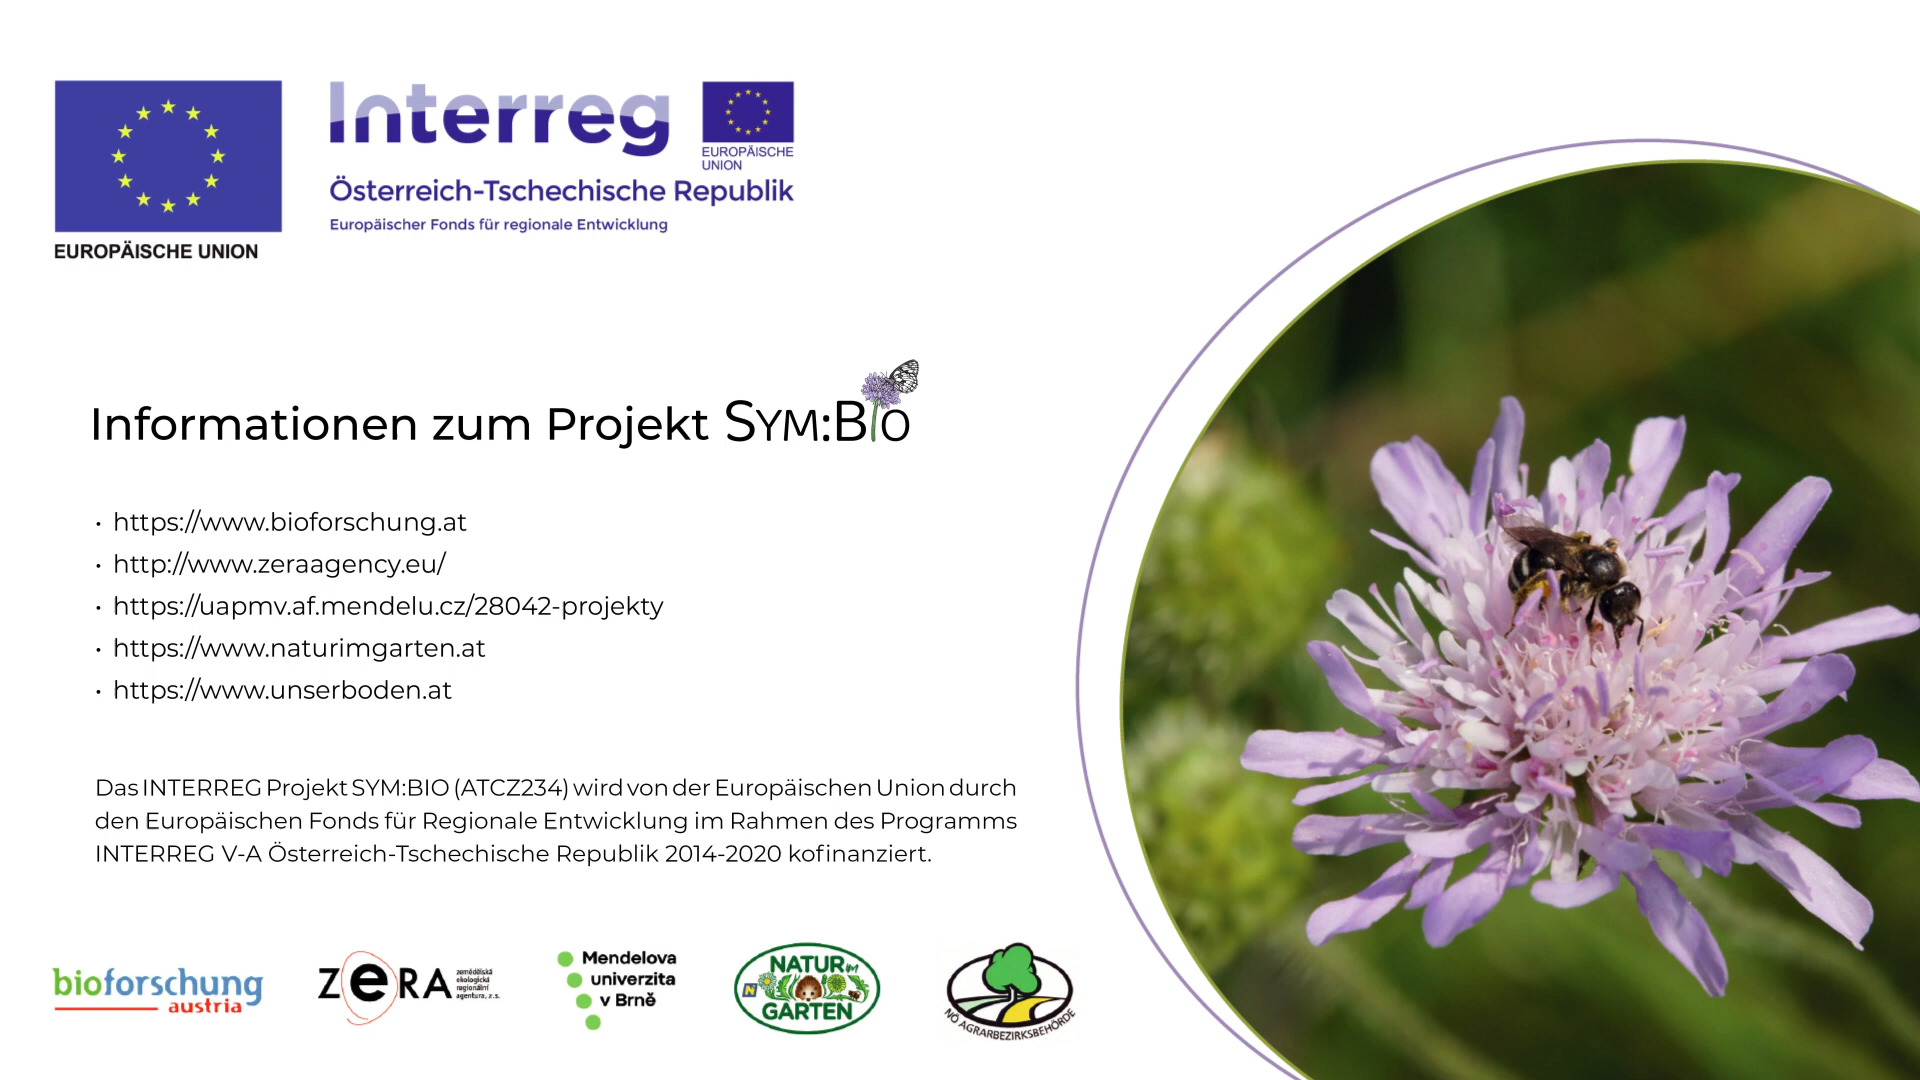 EUROPÄISCHE UNION
Interreg
EUROPÄISCHE
UNION
Österreich-Tschechische Republik
Europäischer Fonds für regionale Entwicklung
Informationen zum Projekt SYM:BIO
• https://www.bioforschung.at
• http://www.zeraagency.eu/
• https://uapmv.af.mendelu.cz/28042-projekty
• https://www.naturimgarten.at
• https://www.unserboden.at
Das INTERREG Projekt SYM:BIO (ATCZ234) wird von der Europäischen Union durch
den Europäischen Fonds für Regionale Entwicklung im Rahmen des Programms
INTERREG V-A Österreich-Tschechische Republik 2014-2020 kofinanziert.
bioforschung
austria
ZeRA
zemědělská
ekologická
regionální
agentura, z.s.
Mendelova
univerzita
v Brně
NATUR im
N
GARTEN
NÖ AGRARBEZIRKSBEHÖRDE